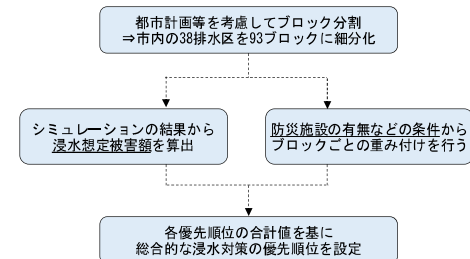 都市計画等を考慮してブロック分割
⇒市内の38排水区を93ブロックに細分化
シミュレーションの結果から
浸水想定被害額を算出
防災施設の有無などの条件から
ブロックごとの重み付けを行う
各優先順位の合計値を基に
総合的な浸水対策の優先順位を設定